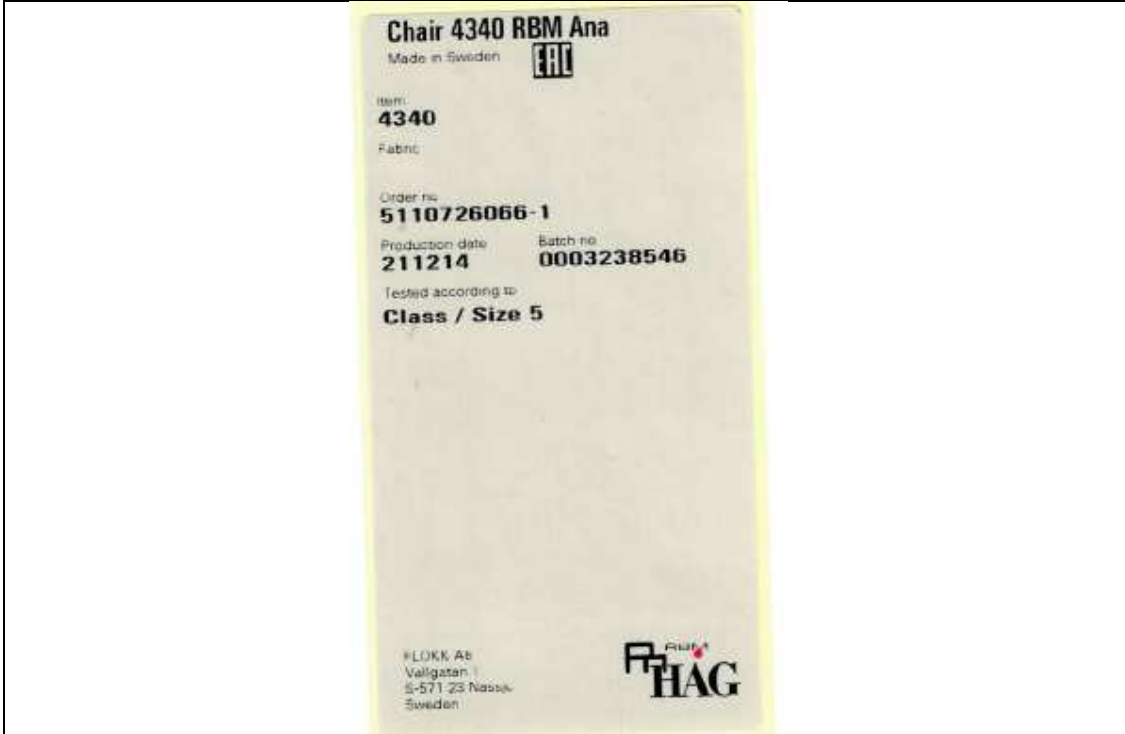 Chair 4340 RBM Ana
Made in Sweden EAC
Item
4340
Fabric
Order no
5110726066-1
Production date Batch no
211214 0003238546
Tested according to
Class / Size 5
FLOKK AB
Vallgatan 1
S-571 23 Nässjö
Sweden
RBM
HÅG